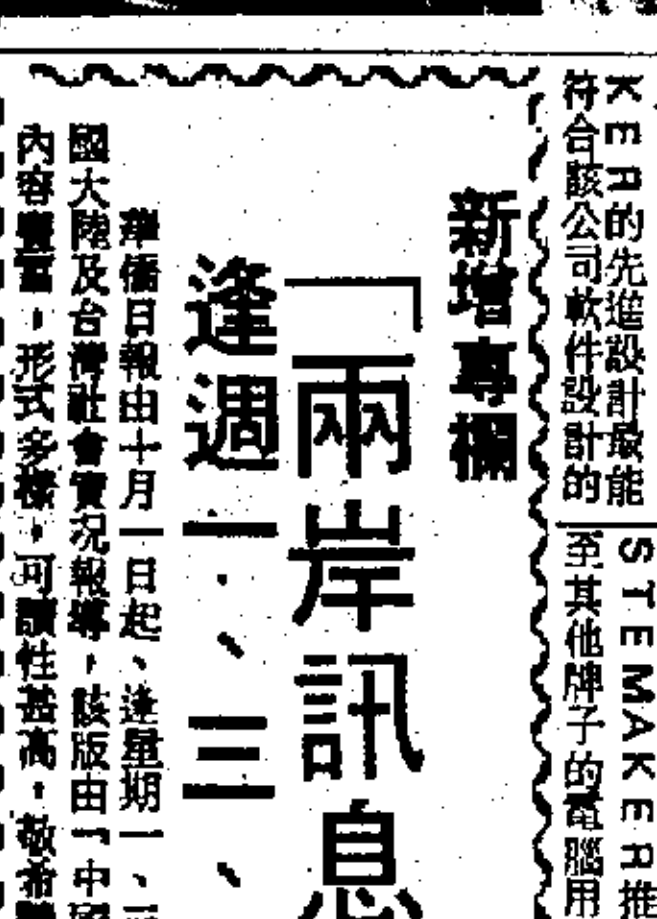 KER的先進設計最能
符合該公司軟件設計的
STEMAKER推
至其他牌子的電腦用
新增專欄
「兩岸訊息
逢週一、三、
華僑日報由十月一日起、逢星期一、
國大陸及台灣社會實況報導,該版由「中國
內容豐富,形式多樣,可讀性甚高,敬希